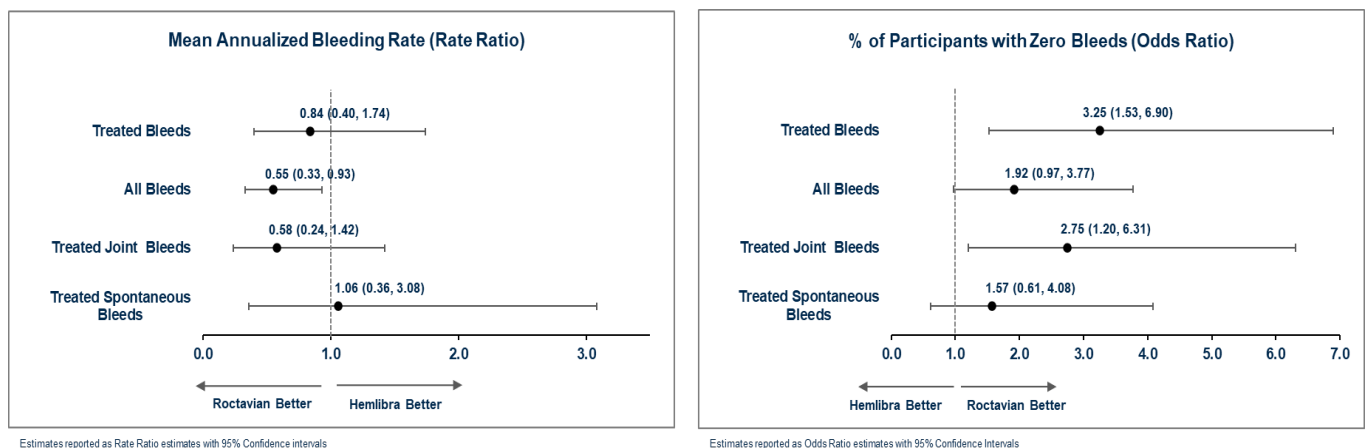 Mean Annualized Bleeding Rate (Rate Ratio)
Treated Bleeds
0.84 (0.40, 1.74)
All Bleeds
0.55 (0.33, 0.93)
Treated Joint Bleeds
0.58 (0.24, 1.42)
Treated Spontaneous
Bleeds
1.06 (0.36, 3.08)
0.0 1.0 2.0 3.0
Roctavian Better Hemlibra Better
Estimates reported as Rate Ratio estimates with 95% Confidence intervals
% of Participants with Zero Bleeds (Odds Ratio)
Treated Bleeds
3.25 (1.53, 6.90)
All Bleeds
1.92 (0.97, 3.77)
Treated Joint Bleeds
2.75 (1.20, 6.31)
Treated Spontaneous
Bleeds
1.57 (0.61, 4.08)
0.0 1.0 2.0 3.0 4.0 5.0 6.0 7.0
Hemlibra Better Roctavian Better
Estimates reported as Odds Ratio estimates with 95% Confidence Intervals